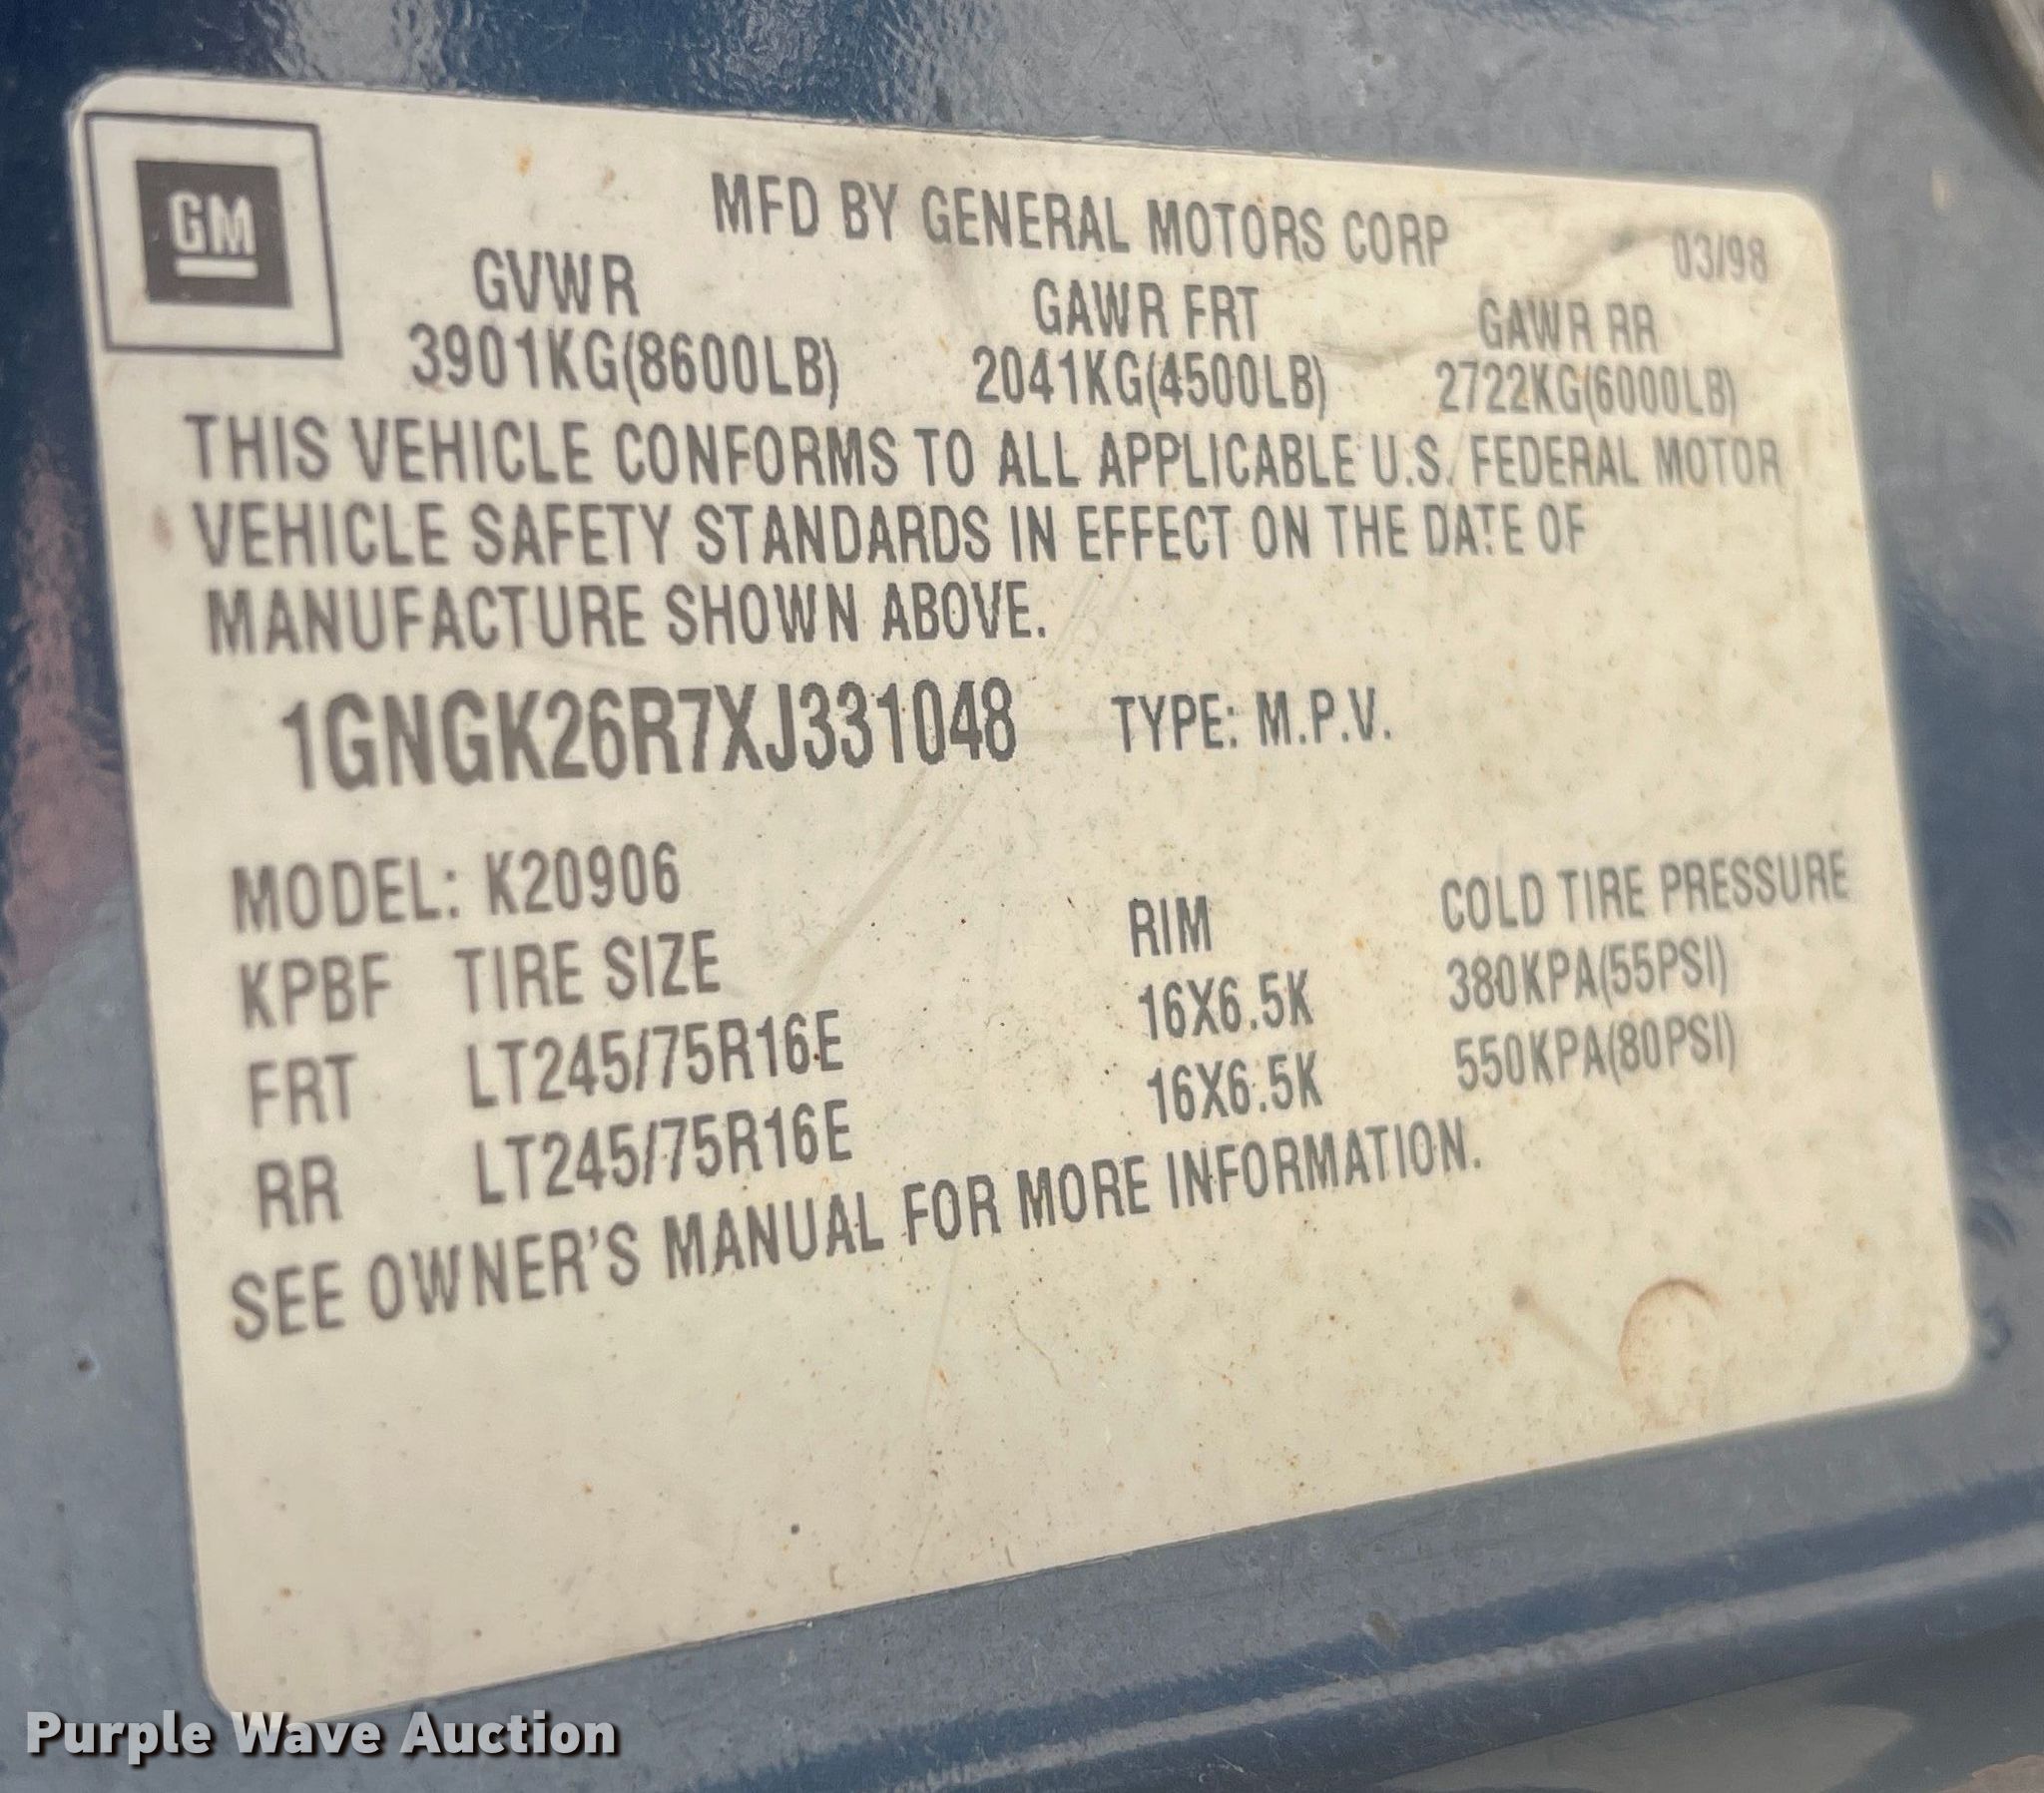 GM
MFD BY GENERAL MOTORS CORP 03/98
GVWR GAWR FRT GAWR RR
3901KG(8600LB) 2041KG(4500LB) 2722KG(6000LB)
THIS VEHICLE CONFORMS TO ALL APPLICABLE U.S. FEDERAL MOTOR
VEHICLE SAFETY STANDARDS IN EFFECT ON THE DATE OF
MANUFACTURE SHOWN ABOVE.
1GNGK26R7XJ331048 TYPE: M.P.V.
MODEL: K20906
KPBF TIRE SIZE RIM COLD TIRE PRESSURE
FRT LT245/75R16E 16X6.5K 380KPA(55PSI)
RR LT245/75R16E 16X6.5K 550KPA(80PSI)
SEE OWNER'S MANUAL FOR MORE INFORMATION.
Purple Wave Auction